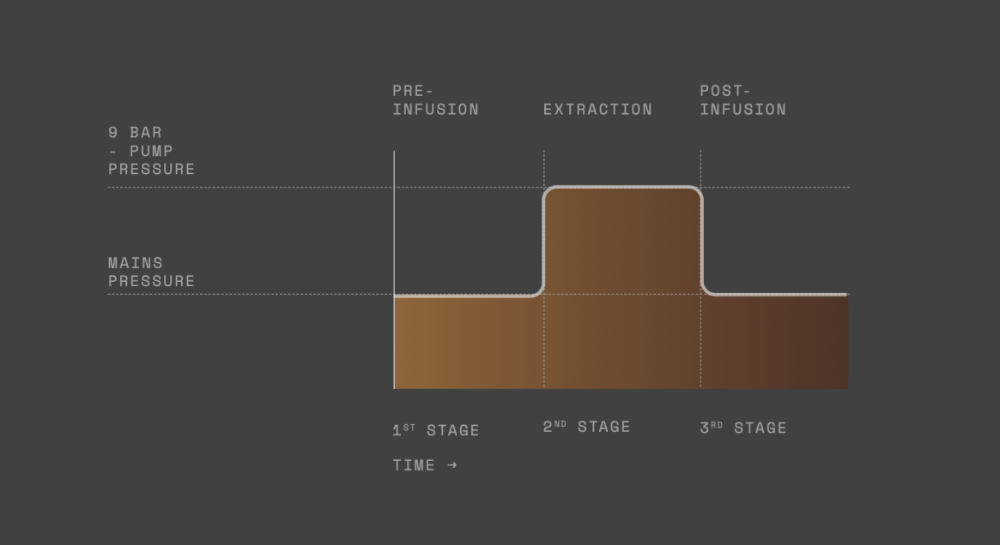 PRE-
INFUSION
EXTRACTION
POST-
INFUSION
9 BAR
- PUMP
PRESSURE
MAINS
PRESSURE
1ST STAGE
2ND STAGE
3RD STAGE
TIME →